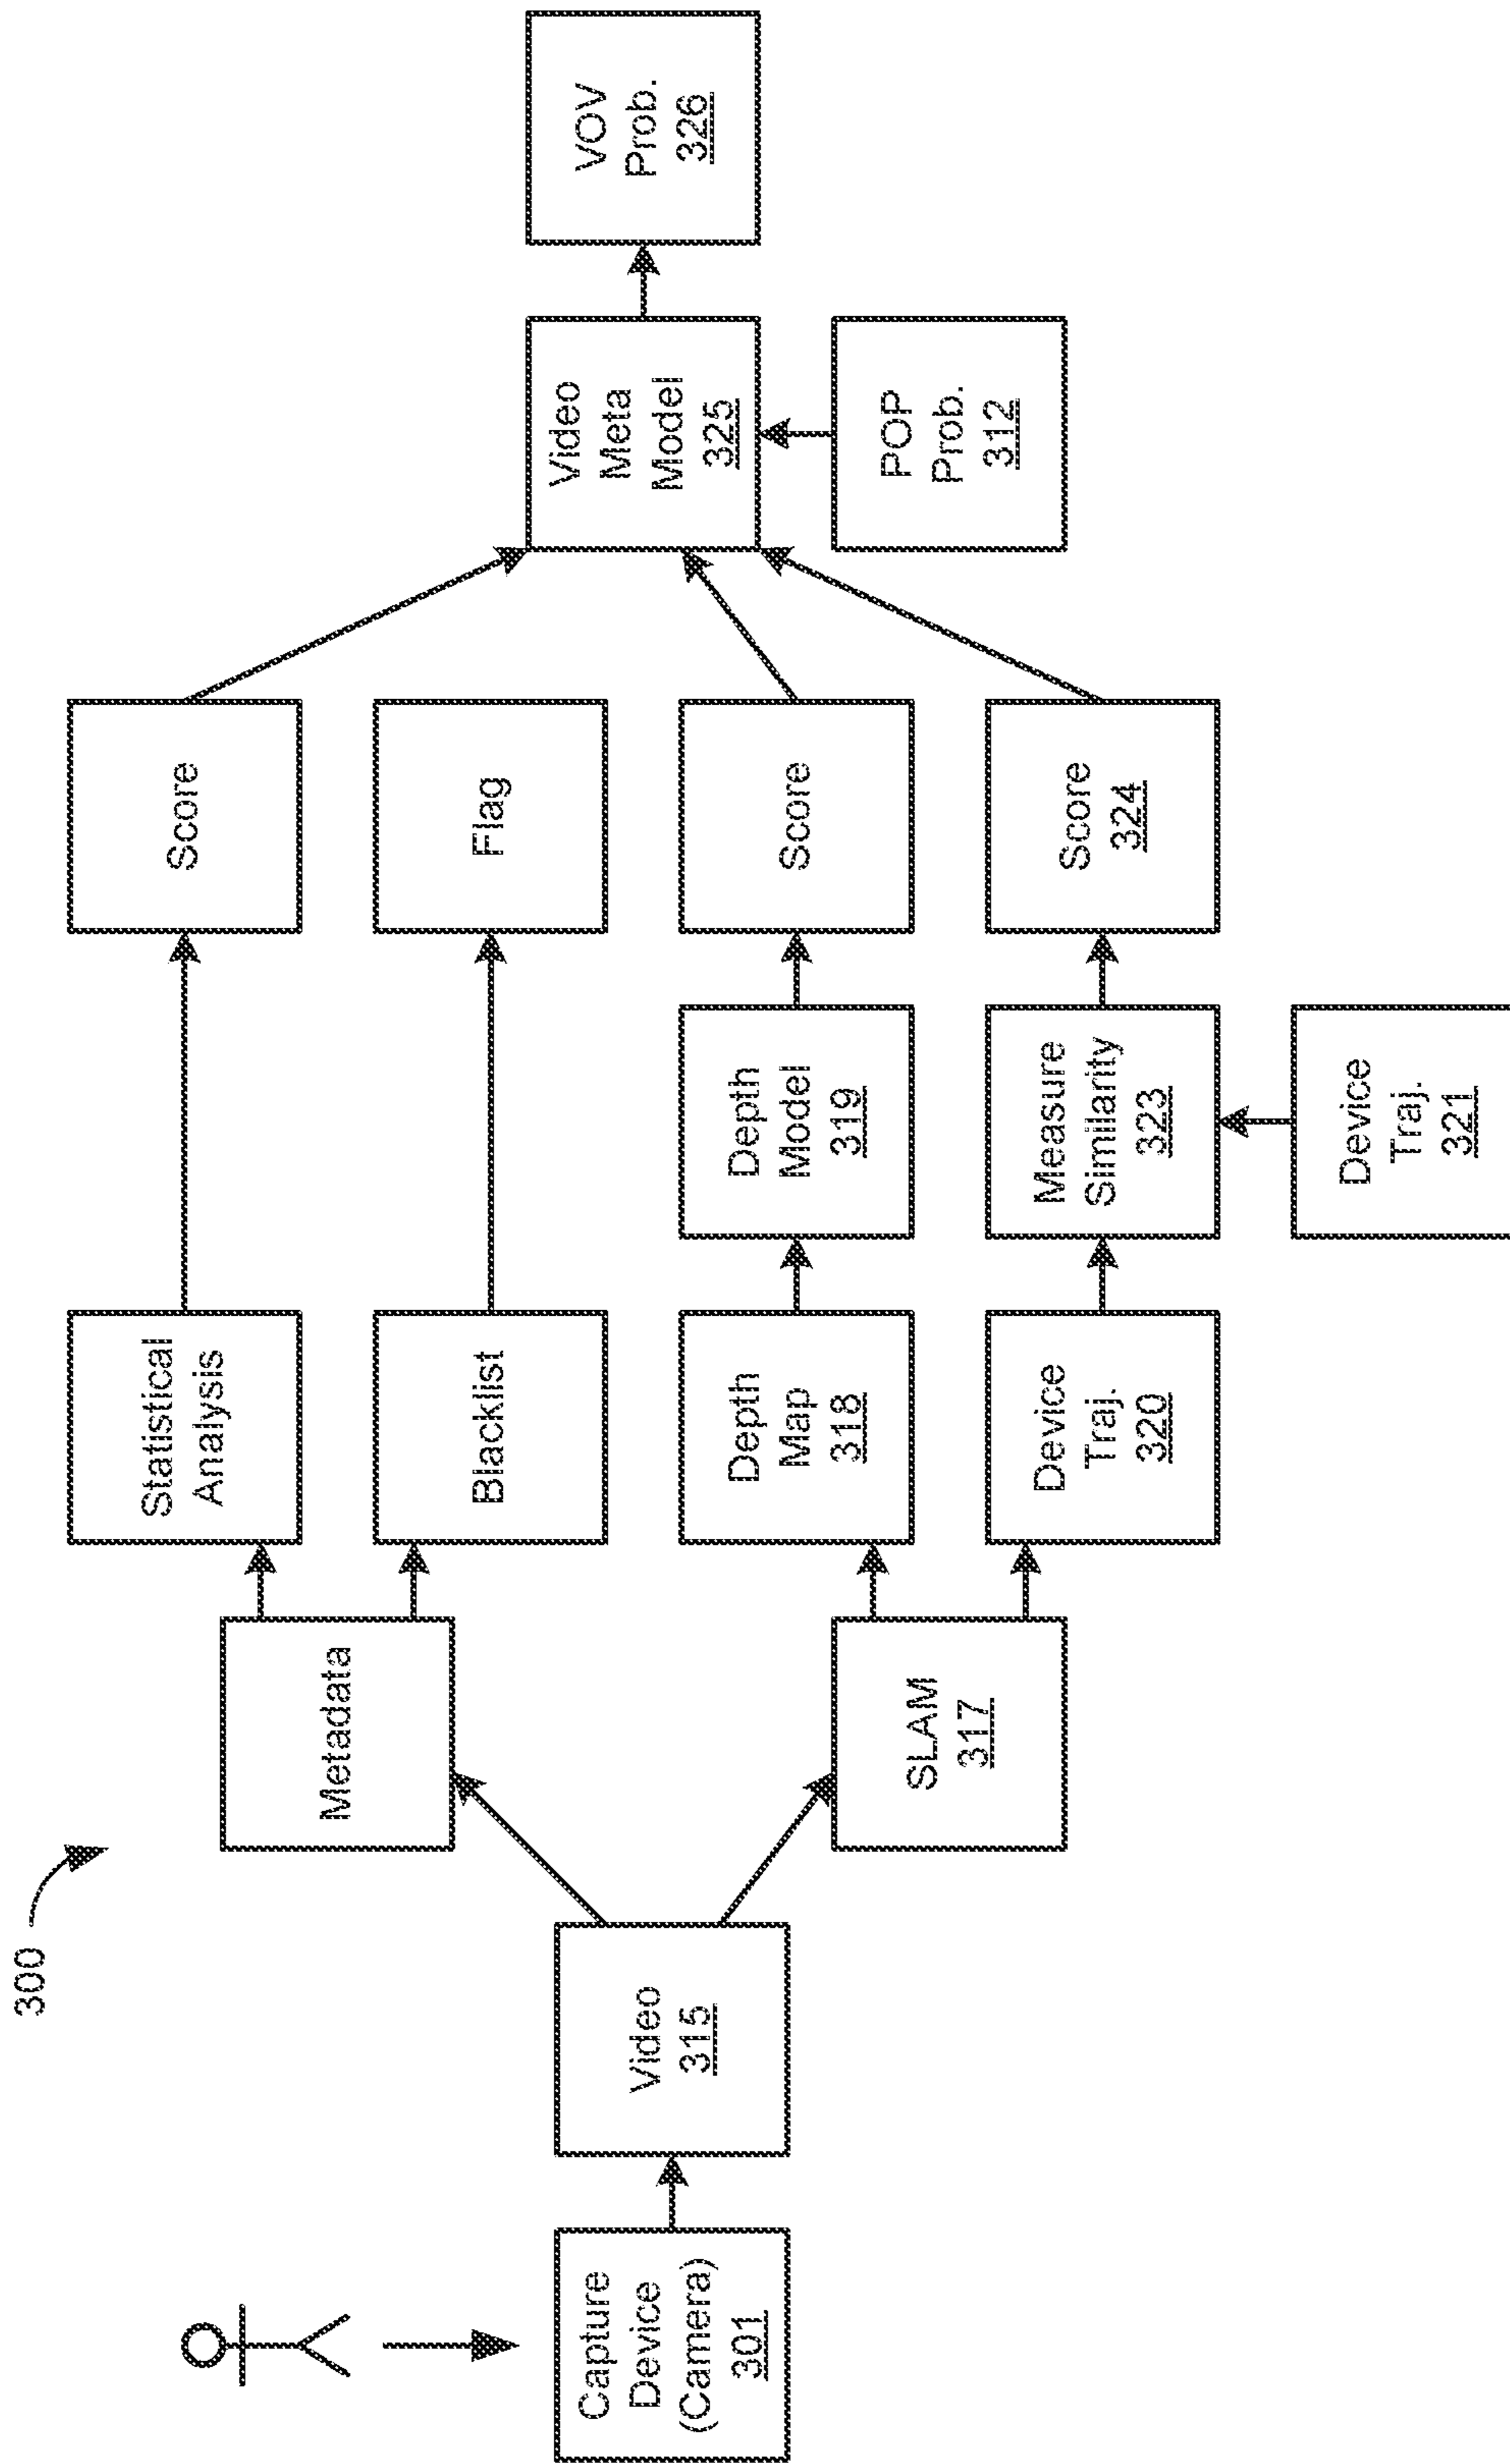 300
Capture
Device
(Camera)
301
Video
315
Metadata
SLAM
317
Statistical
Analysis
Blacklist
Depth
Map
318
Device
Traj.
320
Depth
Model
319
Measure
Similarity
323
Device
Traj.
321
Score
Flag
Score
Score
324
Video
Meta
Model
325
POP
Prob.
312
VOV
Prob.
326